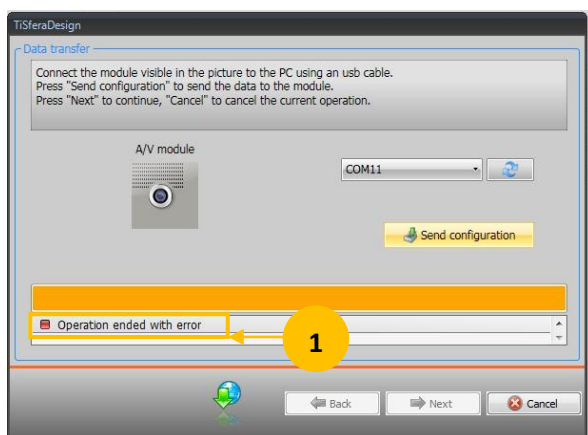 TiSferaDesign
Data transfer
Connect the module visible in the picture to the PC using an usb cable.
Press "Send configuration" to send the data to the module.
Press "Next" to continue, "Cancel" to cancel the current operation.
A/V module
COM11
Send configuration
Operation ended with error
1
Back
Next
Cancel